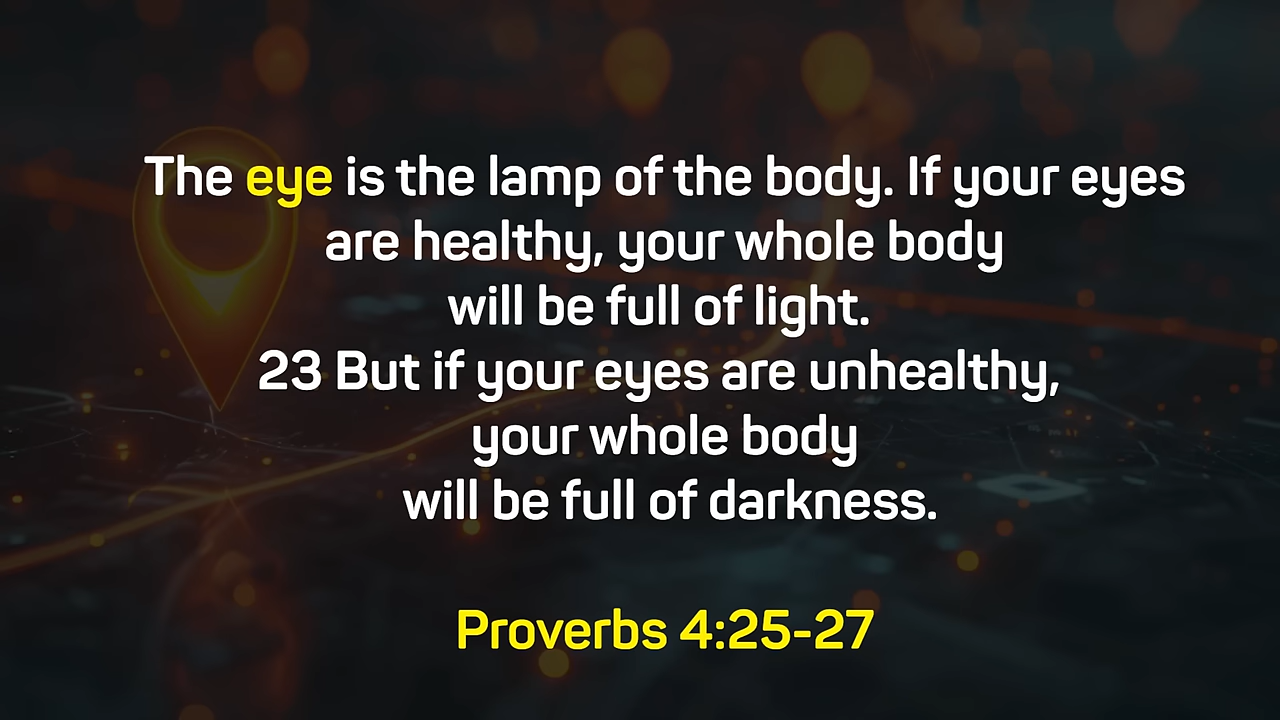 The eye is the lamp of the body. If your eyes
are healthy, your whole body
will be full of light.
23 But if your eyes are unhealthy,
your whole body
will be full of darkness.
Proverbs 4:25-27